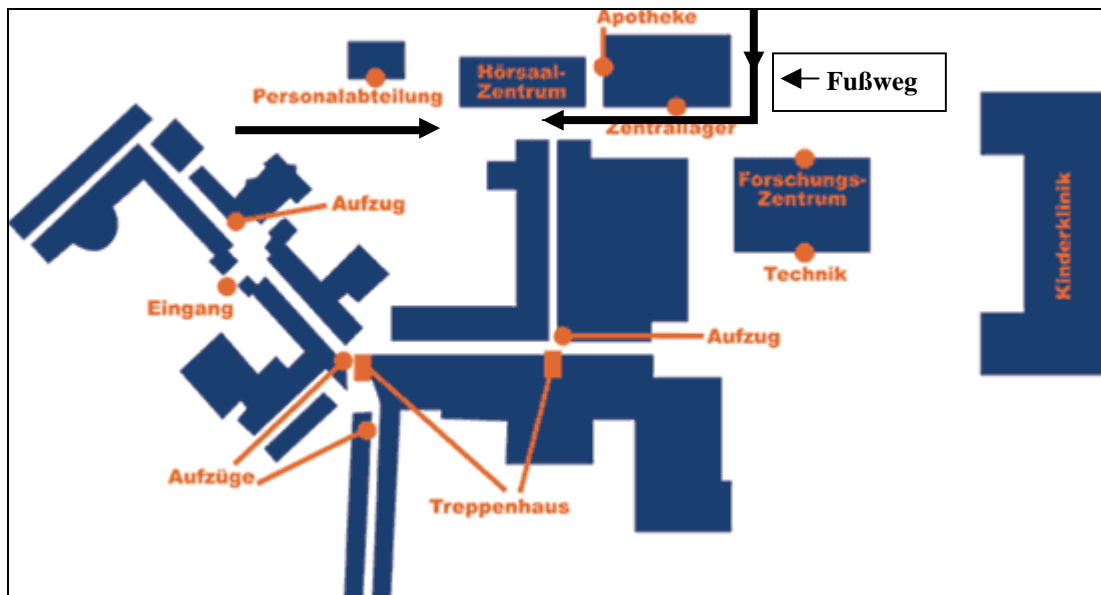 Apotheke
Hörsaal-
Zentrum
Fußweg
Personalabteilung
Zentrallager
Forschungs-
Zentrum
Kinderklinik
Aufzug
Technik
Eingang
Aufzug
Aufzüge
Treppenhaus